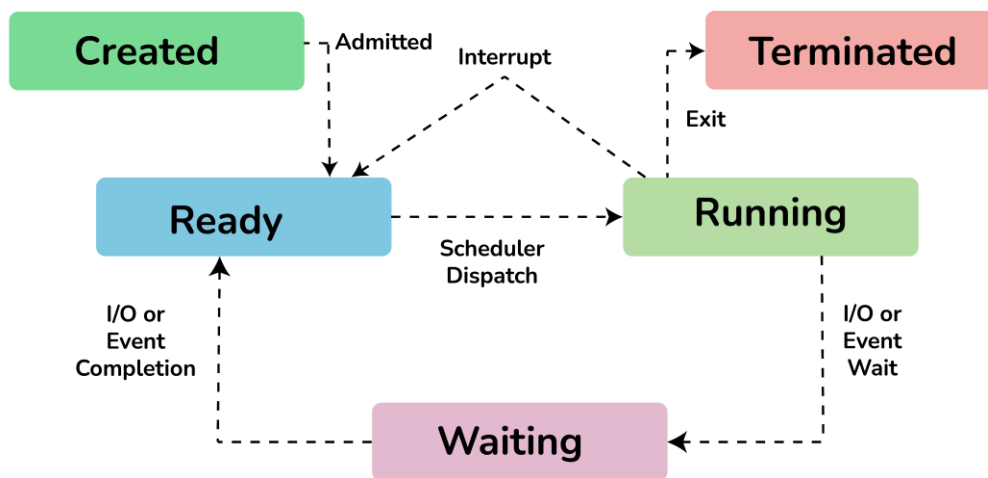 Created
Admitted
Interrupt
Terminated
Exit
Ready
Scheduler
Dispatch
Running
I/O or
Event
Completion
I/O or
Event
Wait
Waiting